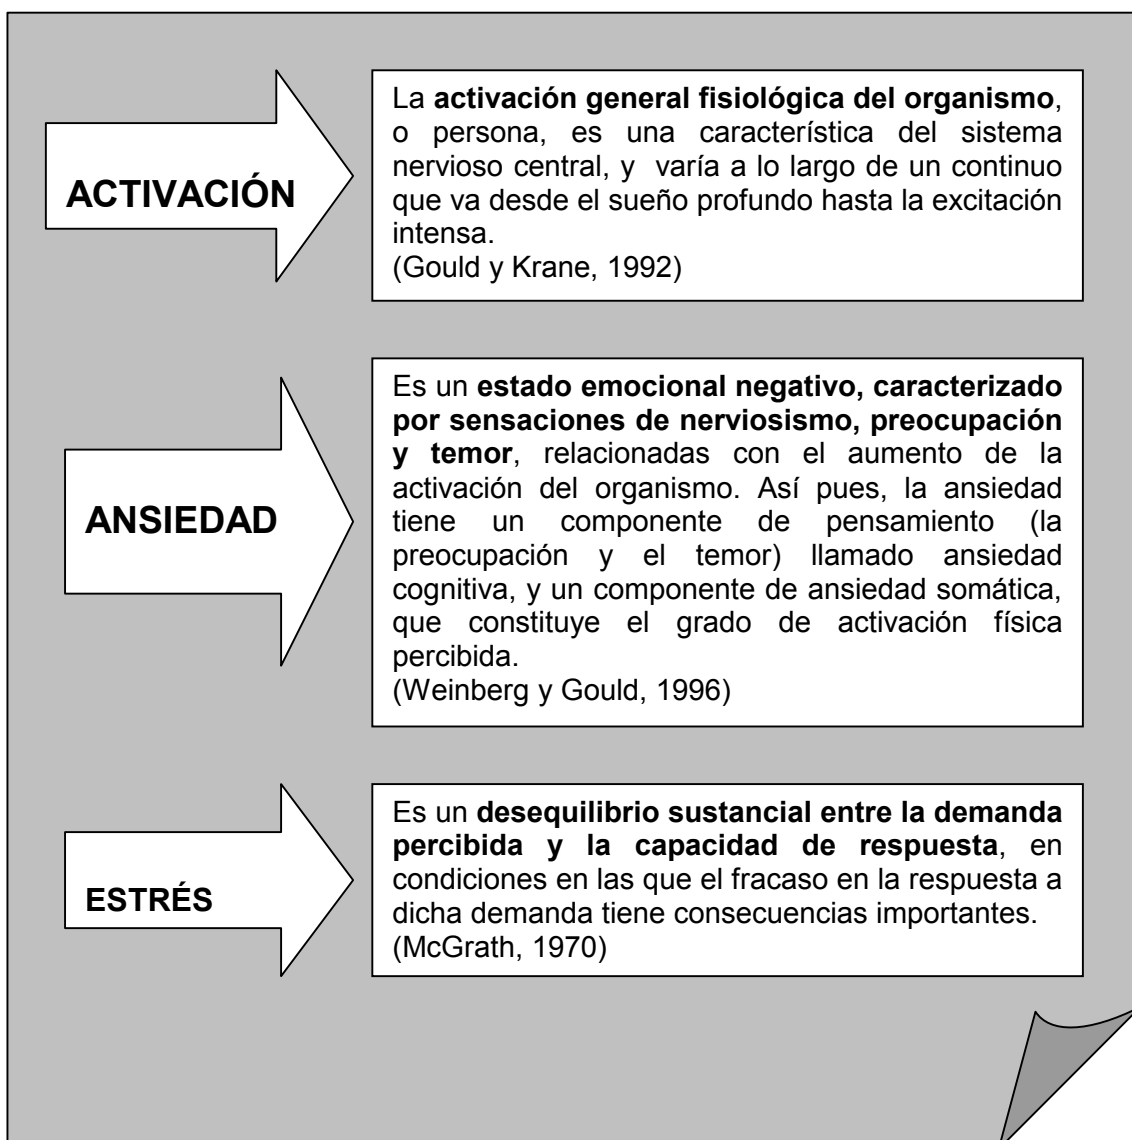 ACTIVACIÓN
La activación general fisiológica del organismo,
o persona, es una característica del sistema
nervioso central, y varía a lo largo de un continuo
que va desde el sueño profundo hasta la excitación
intensa.
(Gould y Krane, 1992)
ANSIEDAD
Es un estado emocional negativo, caracterizado
por sensaciones de nerviosismo, preocupación
y temor, relacionadas con el aumento de la
activación del organismo. Así pues, la ansiedad
tiene un componente de pensamiento (la
preocupación y el temor) llamado ansiedad
cognitiva, y un componente de ansiedad somática,
que constituye el grado de activación física
percibida.
(Weinberg y Gould, 1996)
ESTRÉS
Es un desequilibrio sustancial entre la demanda
percibida y la capacidad de respuesta, en
condiciones en las que el fracaso en la respuesta a
dicha demanda tiene consecuencias importantes.
(McGrath, 1970)